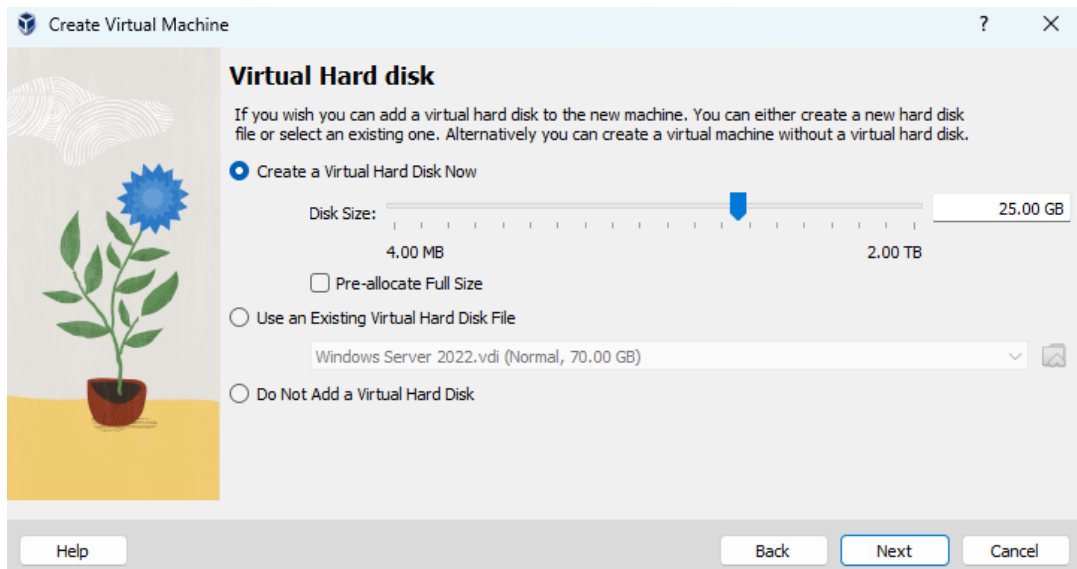 Create Virtual Machine ?
Virtual Hard disk
If you wish you can add a virtual hard disk to the new machine. You can either create a new hard disk
file or select an existing one. Alternatively you can create a virtual machine without a virtual hard disk.
Create a Virtual Hard Disk Now
Disk Size: 25.00 GB
4.00 MB 2.00 TB
Pre-allocate Full Size
Use an Existing Virtual Hard Disk File
Windows Server 2022.vdi (Normal, 70.00 GB)
Do Not Add a Virtual Hard Disk
Help Back Next Cancel